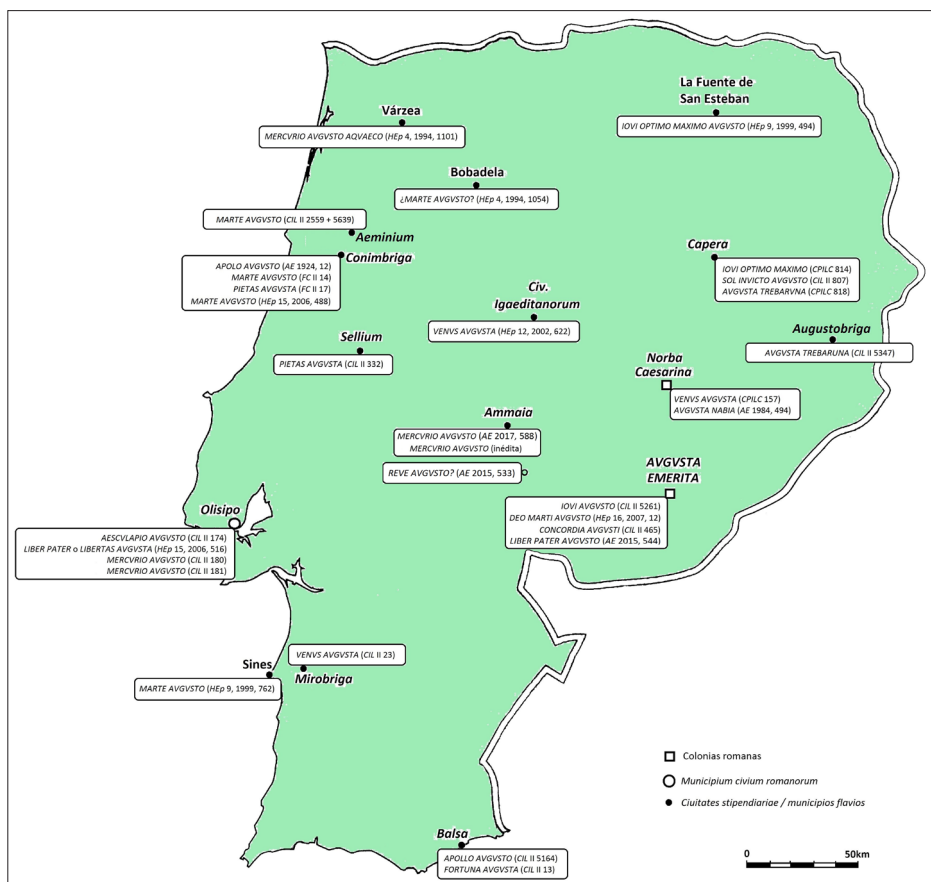 La Fuente de
San Esteban
IOVI OPTIMO MAXIMO AVGVSTO (HEp 9, 1999, 494)
Várzea
MERCVRIO AVGVSTO AQVAECO (HEp 4, 1994, 1101)
Bobadela
¿MARTE AVGVSTO? (HEp 4, 1994, 1054)
MARTE AVGVSTO (CIL II 2559 + 5639)
Aeminium
Conimbriga
APOLO AVGVSTO (AE 1924, 12)
MARTE AVGVSTO (FC II 14)
PIETAS AVGVSTA (FC II 17)
MARTE AVGVSTO (HEp 15, 2006, 488)
Capera
IOVI OPTIMO MAXIMO (CPILC 814)
SOL INVICTO AVGVSTO (CIL II 807)
AVGVSTA TREBARVNA (CPILC 818)
Civ.
Igaeditanorum
VENVS AVGVSTA (HEp 12, 2002, 622)
Augustobriga
AVGVSTA TREBARUNA (CIL II 5347)
Sellium
PIETAS AVGVSTA (CIL II 332)
Norba
Caesarina
VENVS AVGVSTA (CPILC 157)
AVGVSTA NABIA (AE 1984, 494)
Ammaia
MERCVRIO AVGVSTO (AE 2017, 588)
MERCVRIO AVGVSTO (inédita)
REVE AVGVSTO? (AE 2015, 533)
AVGVSTA
EMERITA
IOVI AVGVSTO (CIL II 5261)
DEO MARTI AVGVSTO (HEp 16, 2007, 12)
CONCORDIA AVGVSTI (CIL II 465)
LIBER PATER AVGVSTO (AE 2015, 544)
Olisipo
AESCVLAPIO AVGVSTO (CIL II 174)
LIBER PATER o LIBERTAS AVGVSTA (HEp 15, 2006, 516)
MERCVRIO AVGVSTO (CIL II 180)
MERCVRIO AVGVSTO (CIL II 181)
VENVS AVGVSTA (CIL II 23)
Sines
Mirobriga
MARTE AVGVSTO (HEp 9, 1999, 762)
Colonias romanas
Municipium civium romanorum
Ciuitates stipendiariae / municipios flavios
Balsa
APOLLO AVGVSTO (CIL II 5164)
FORTUNA AVGVSTA (CIL II 13)
0 50km